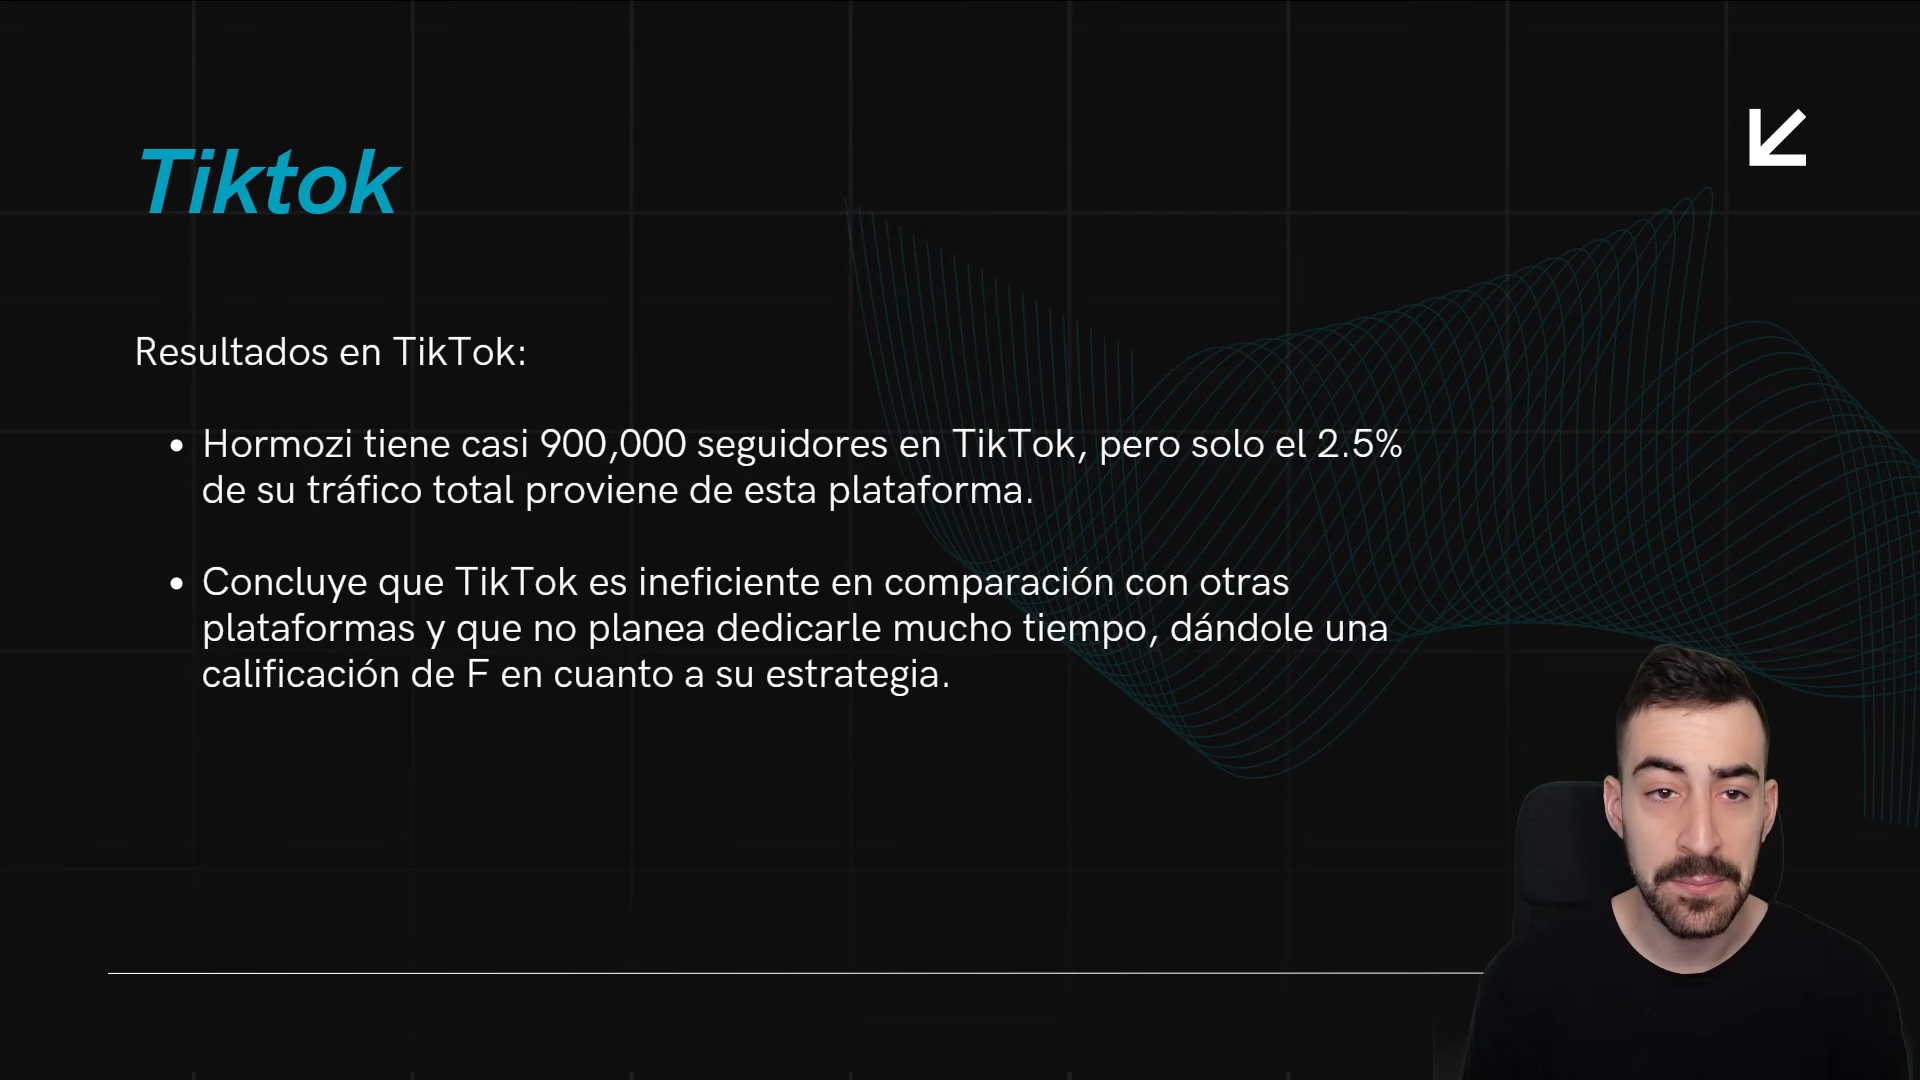 Tiktok
Resultados en TikTok:
• Hormozi tiene casi 900,000 seguidores en TikTok, pero solo el 2.5%
de su tráfico total proviene de esta plataforma.
• Concluye que TikTok es ineficiente en comparación con otras
plataformas y que no planea dedicarle mucho tiempo, dándole una
calificación de F en cuanto a su estrategia.